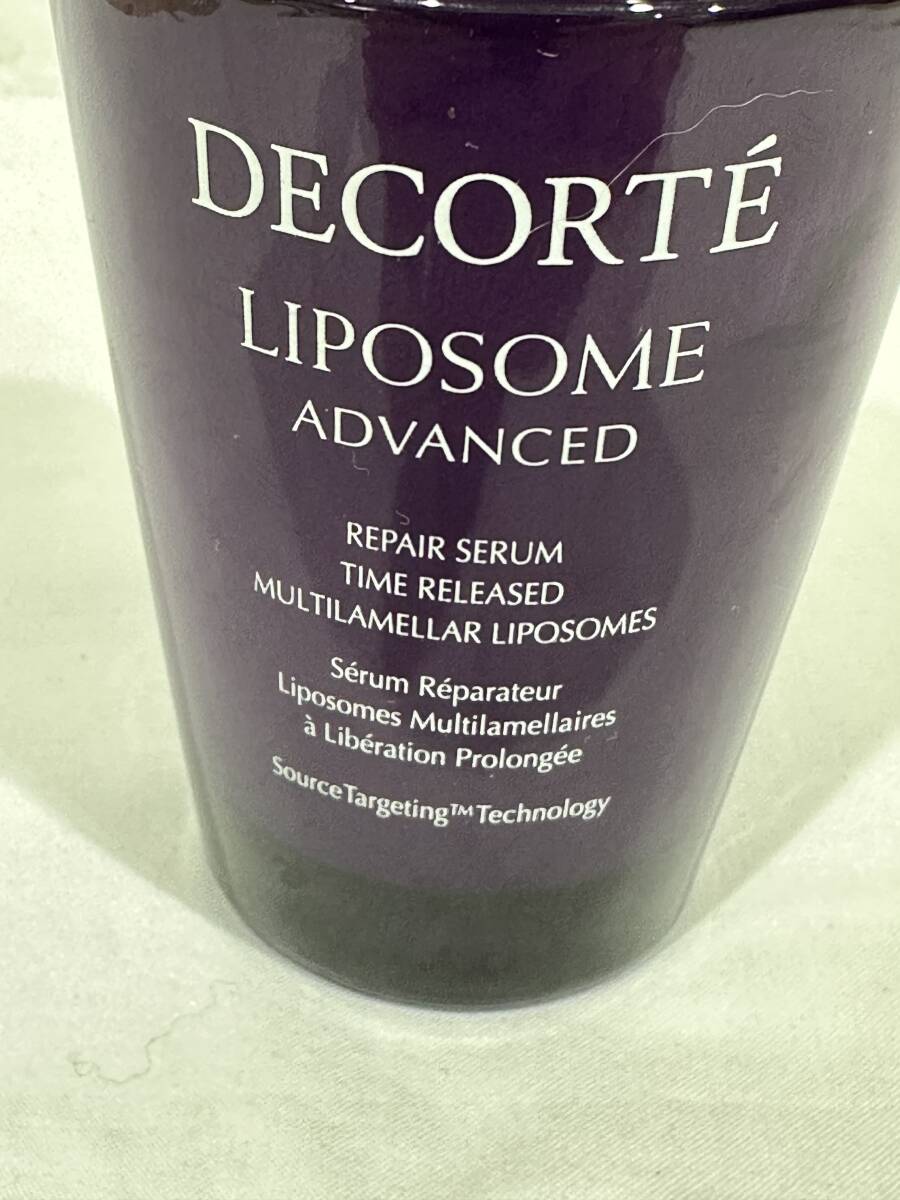 DECORTÉ
LIPOSOME
ADVANCED
REPAIR SERUM
TIME RELEASED
MULTILAMELLAR LIPOSOMES
Sérum Réparateur
Liposomes Multilamellaires
à Libération Prolongée
SourceTargeting™ Technology